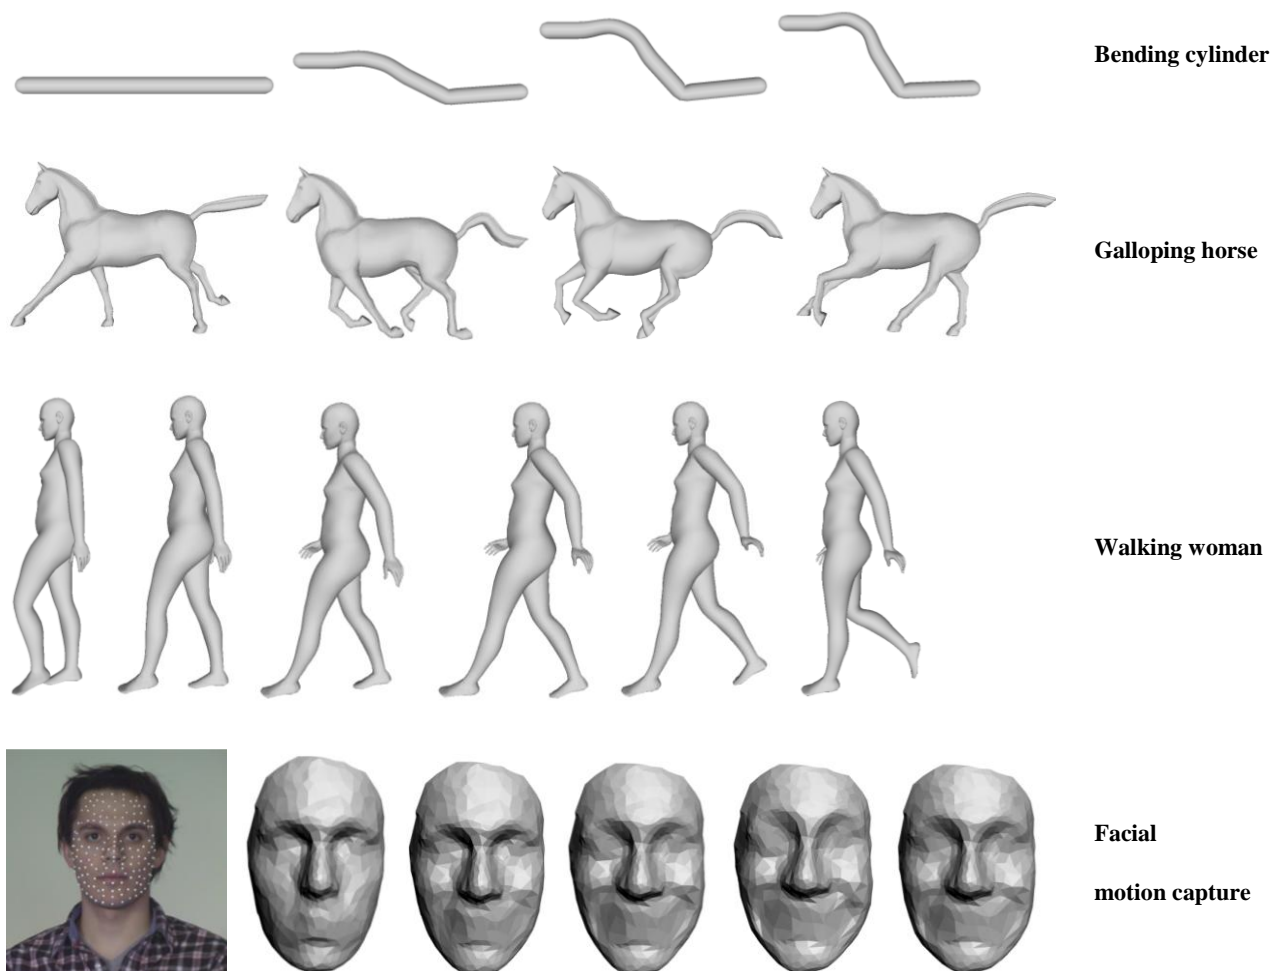 Bending cylinder
Galloping horse
Walking woman
Facial
motion capture